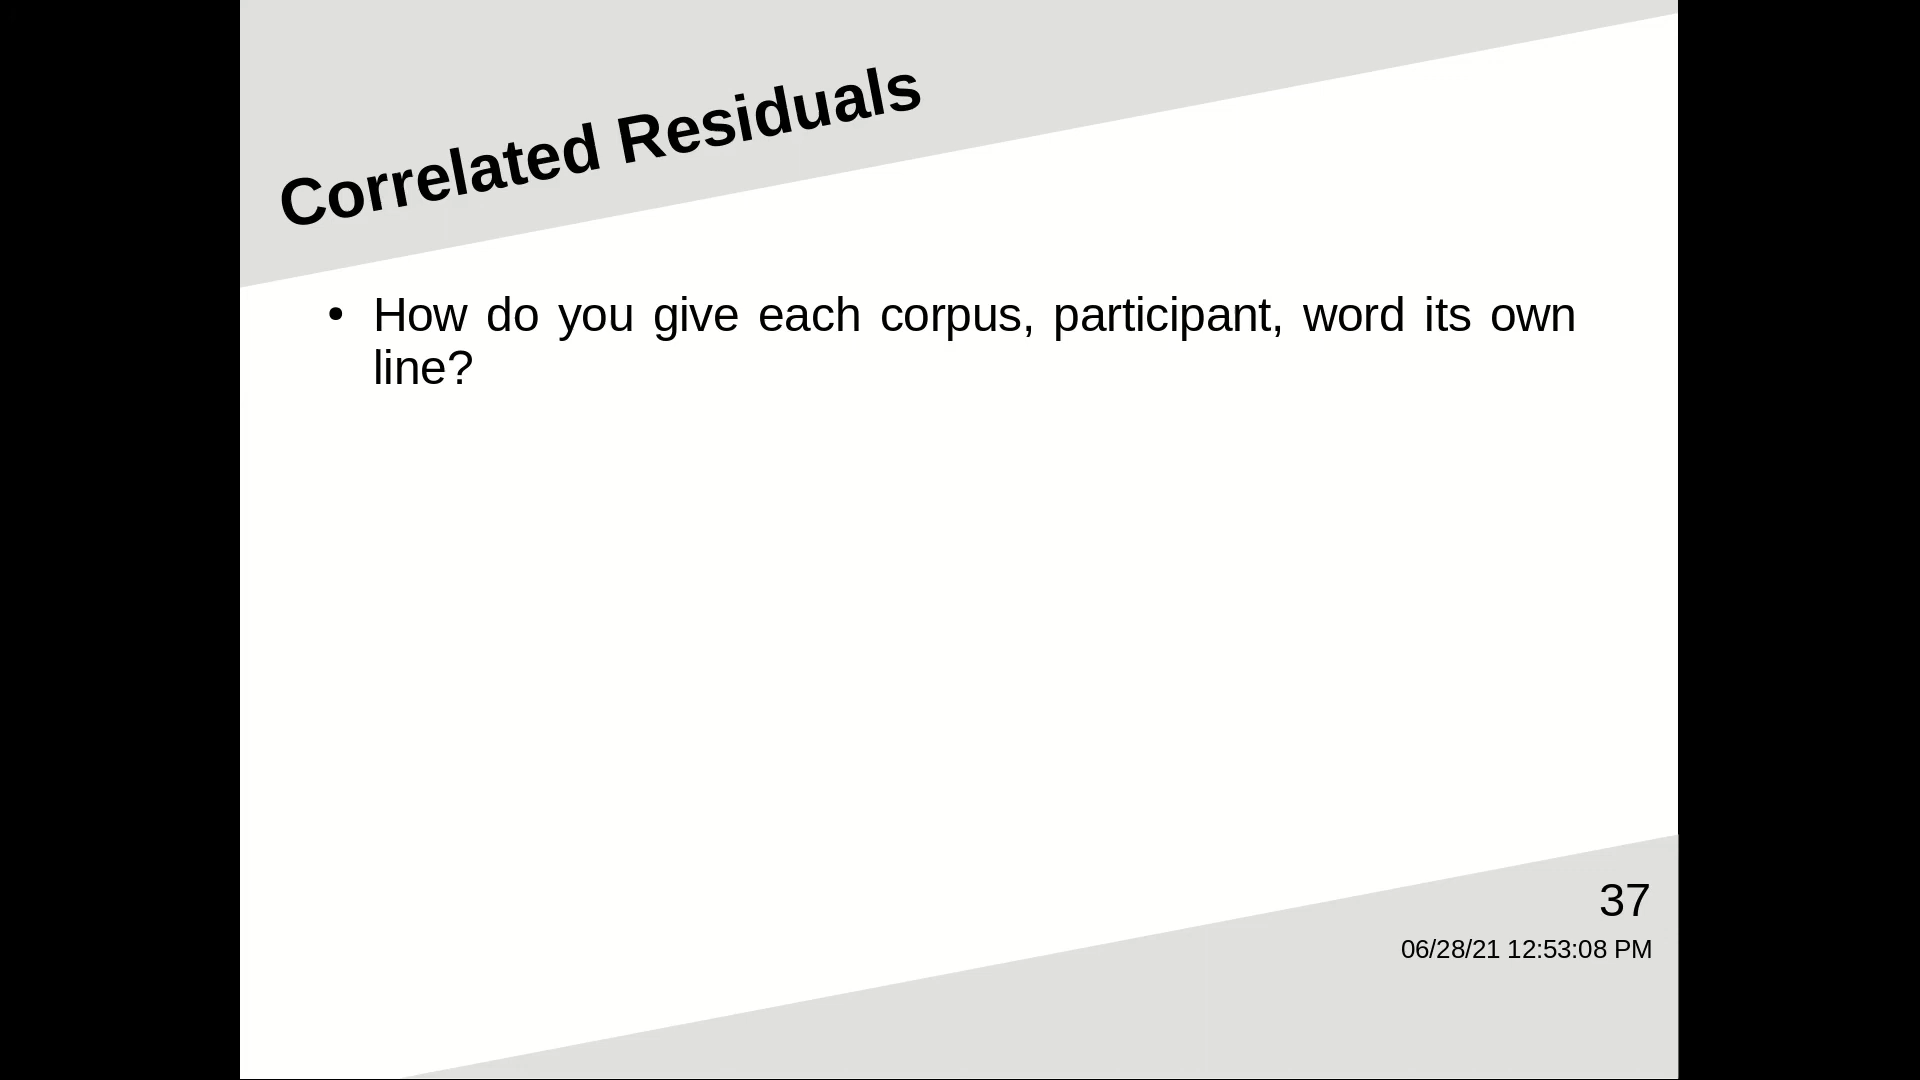 Correlated Residuals
• How do you give each corpus, participant, word its own
line?
37
06/28/21 12:53:08 PM